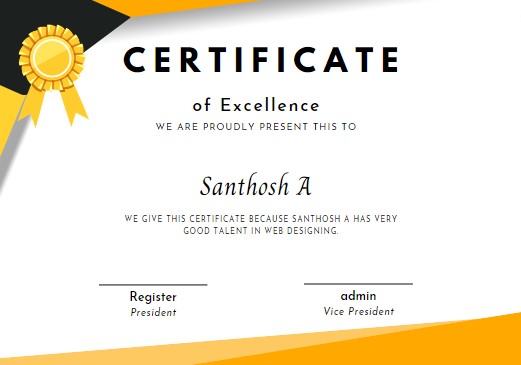 CERTIFICATE
of Excellence
WE ARE PROUDLY PRESENT THIS TO
Santhosh A
WE GIVE THIS CERTIFICATE BECAUSE SANTHOSH A HAS VERY
GOOD TALENT IN WEB DESIGNING.
Register
President
admin
Vice President